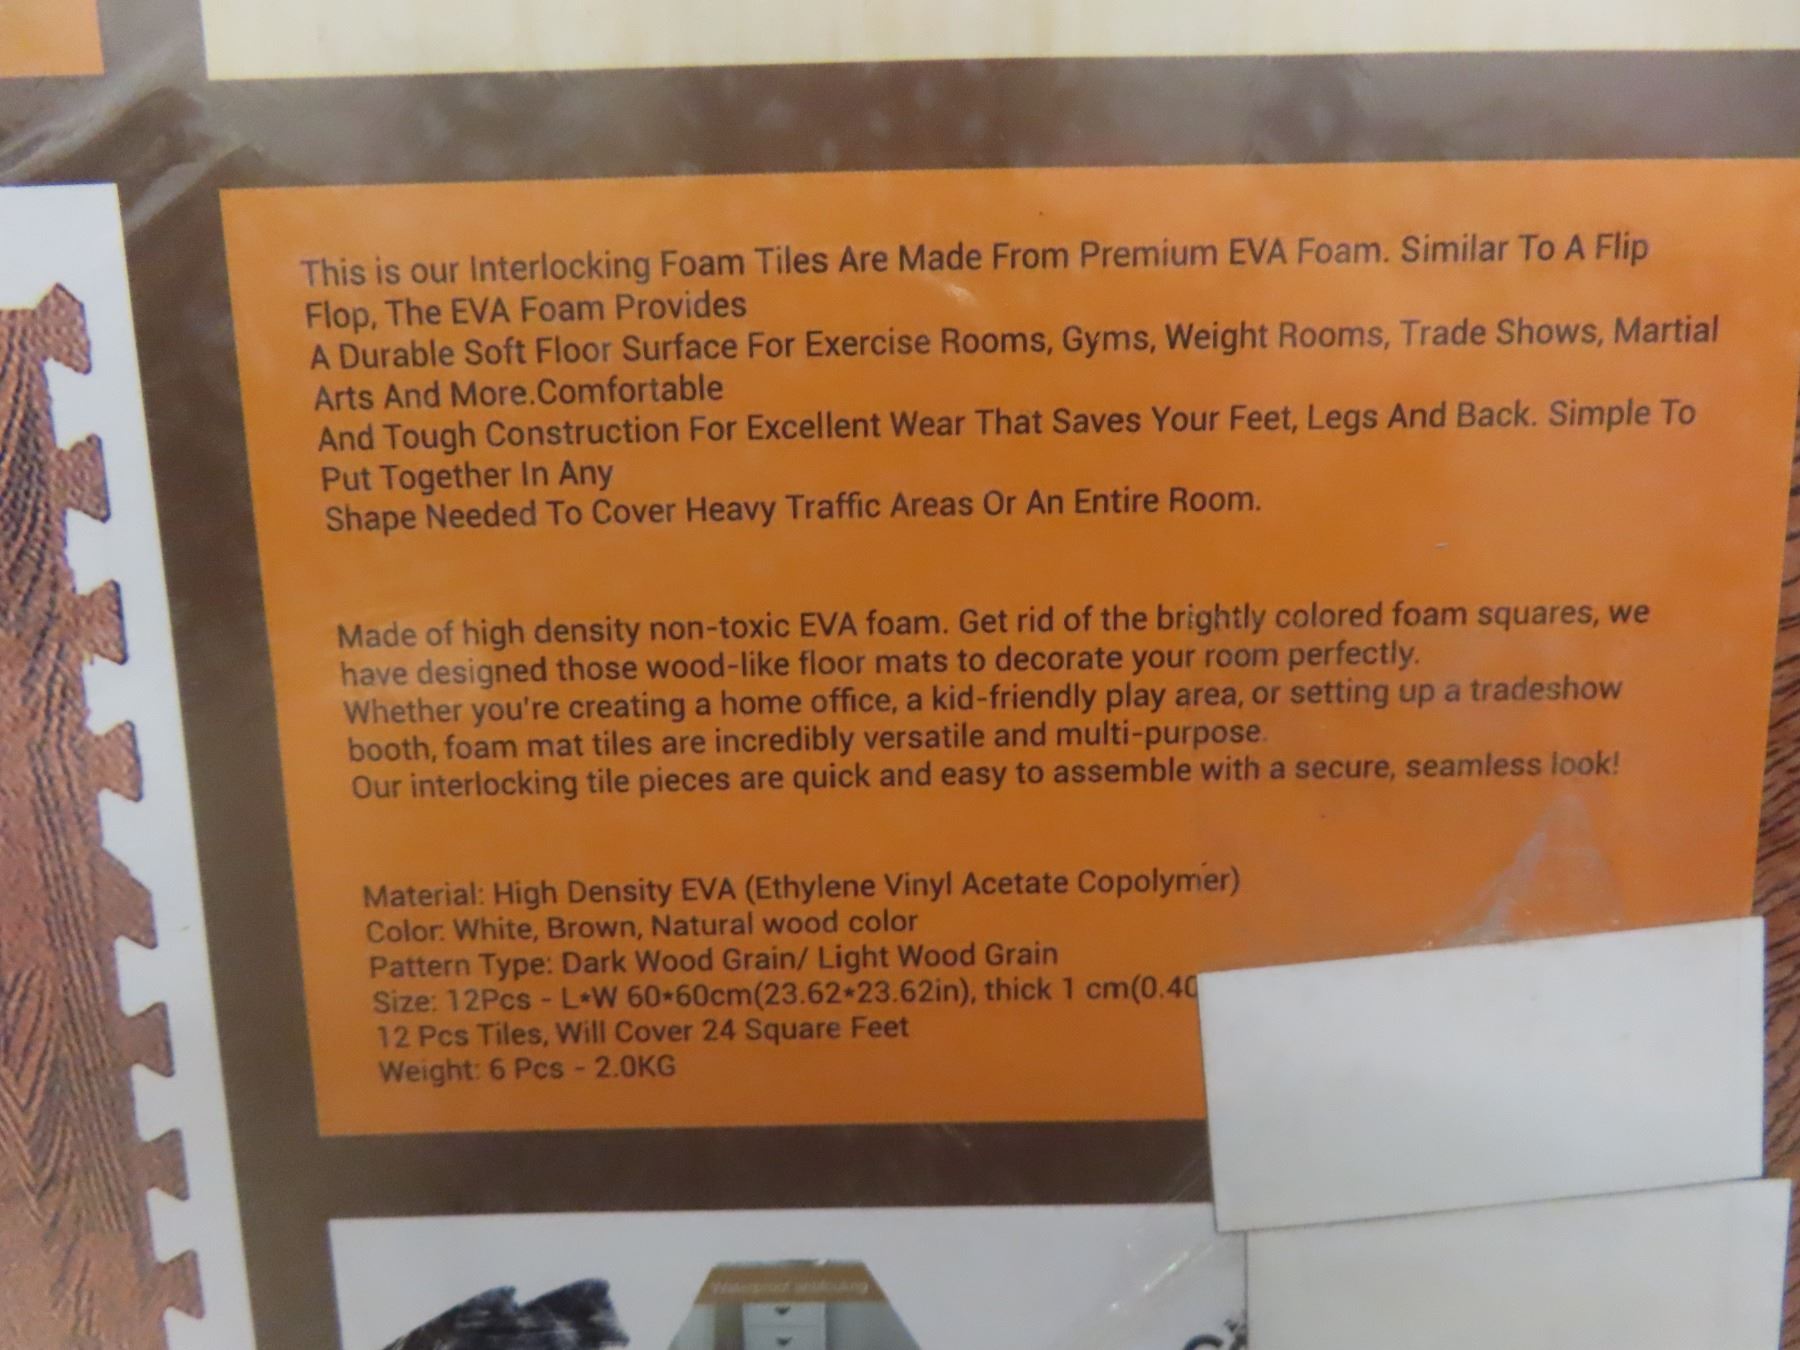 This is our Interlocking Foam Tiles Are Made From Premium EVA Foam. Similar To A Flip
Flop, The EVA Foam Provides
A Durable Soft Floor Surface For Exercise Rooms, Gyms, Weight Rooms, Trade Shows, Martial
Arts And More.Comfortable
And Tough Construction For Excellent Wear That Saves Your Feet, Legs And Back. Simple To
Put Together In Any
Shape Needed To Cover Heavy Traffic Areas Or An Entire Room.
Made of high density non-toxic EVA foam. Get rid of the brightly colored foam squares, we
have designed those wood-like floor mats to decorate your room perfectly.
Whether you're creating a home office, a kid-friendly play area, or setting up a tradeshow
booth, foam mat tiles are incredibly versatile and multi-purpose.
Our interlocking tile pieces are quick and easy to assemble with a secure, seamless look!
Material: High Density EVA (Ethylene Vinyl Acetate Copolymer)
Color: White, Brown, Natural wood color
Pattern Type: Dark Wood Grain/ Light Wood Grain
Size: 12Pcs - L*W 60*60cm(23.62*23.62in), thick 1 cm(0.40
12 Pcs Tiles, Will Cover 24 Square Feet
Weight: 6 Pcs - 2.0KG